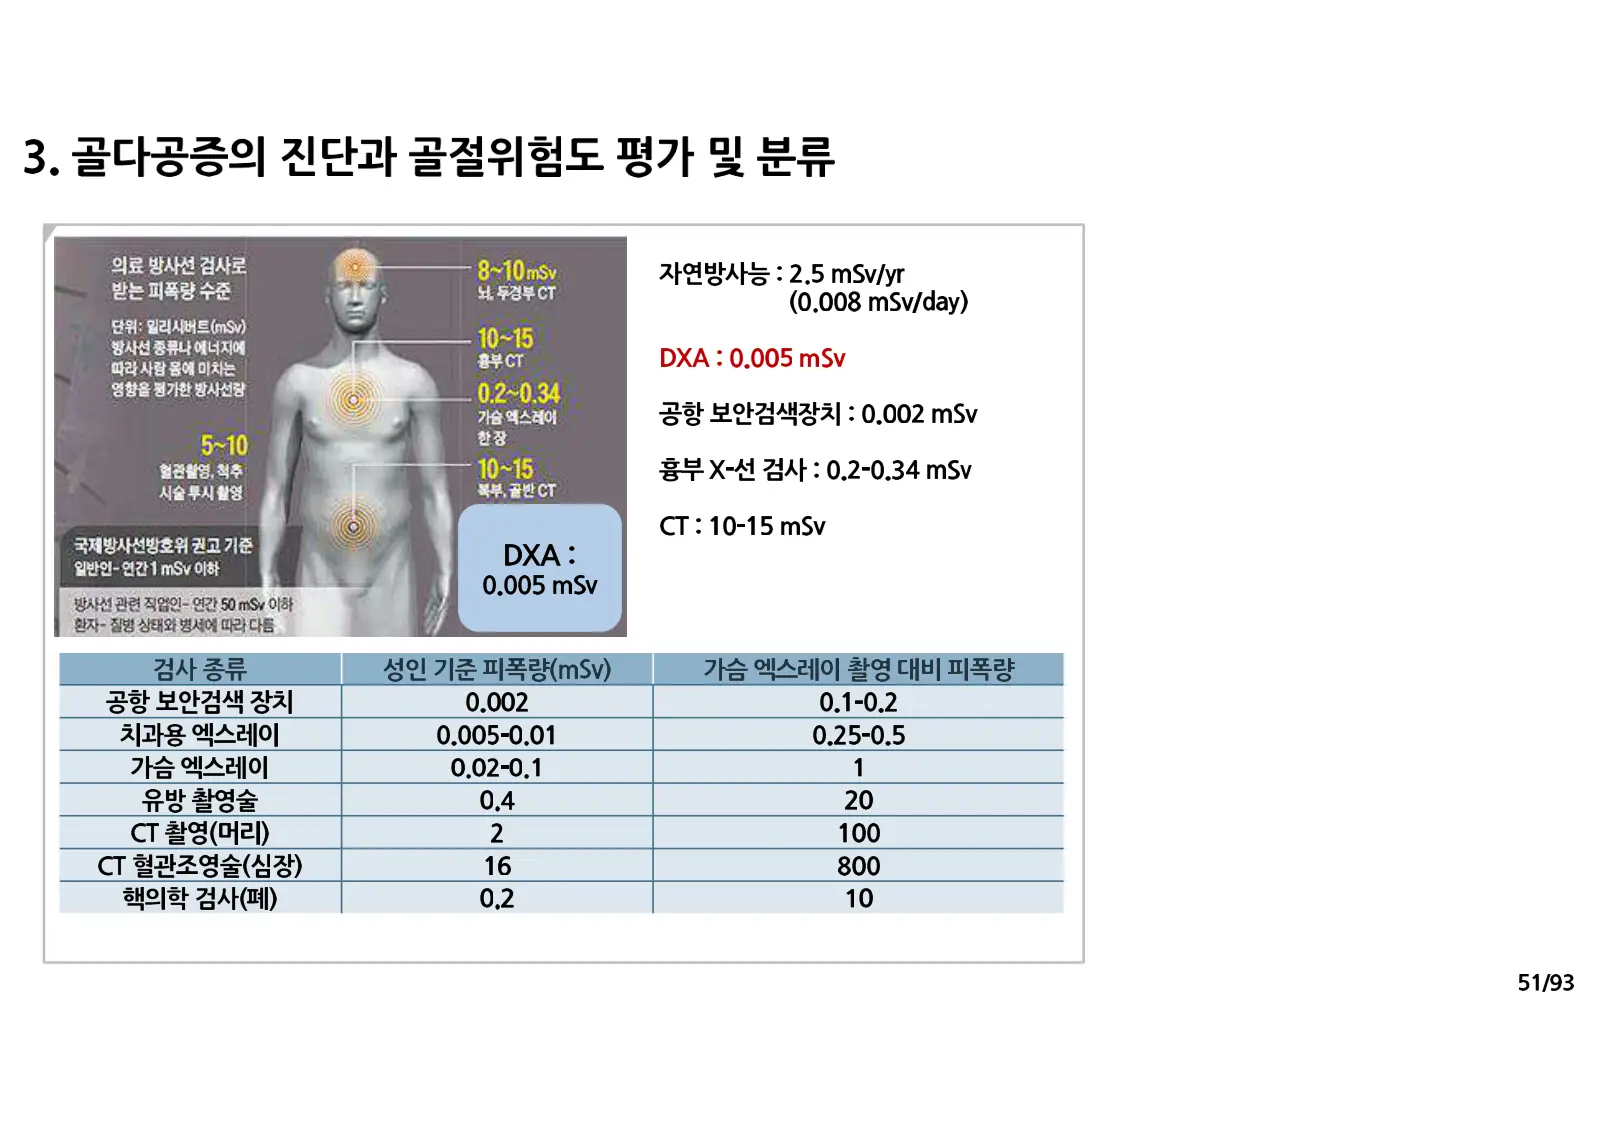 3. 골다공증의 진단과 골절위험도 평가 및 분류
의료 방사선 검사로
받는 피폭량 수준
단위: 밀리시버트(mSv)
방사선 종류나 에너지에
따라 사람 몸에 미치는
영향을 평가한 방사선량
5~10
혈관촬영, 척추
시술 투시 촬영
국제방사선방호위 권고 기준
일반인- 연간 1 mSv 이하
방사선 관련 직업인- 연간 50 mSv 이하
환자- 질병 상태와 병세에 따라 다름
8~10 mSv
뇌, 두경부 CT
10~15
흉부 CT
0.2~0.34
가슴 엑스레이
한 장
10~15
복부, 골반 CT
DXA :
0.005 mSv
자연방사능 : 2.5 mSv/yr
(0.008 mSv/day)
DXA : 0.005 mSv
공항 보안검색장치 : 0.002 mSv
흉부 X-선 검사 : 0.2-0.34 mSv
CT : 10-15 mSv
검사 종류 성인 기준 피폭량(mSv) 가슴 엑스레이 촬영 대비 피폭량
공항 보안검색 장치 0.002 0.1-0.2
치과용 엑스레이 0.005-0.01 0.25-0.5
가슴 엑스레이 0.02-0.1 1
유방 촬영술 0.4 20
CT 촬영(머리) 2 100
CT 혈관조영술(심장) 16 800
핵의학 검사(폐) 0.2 10
51/93